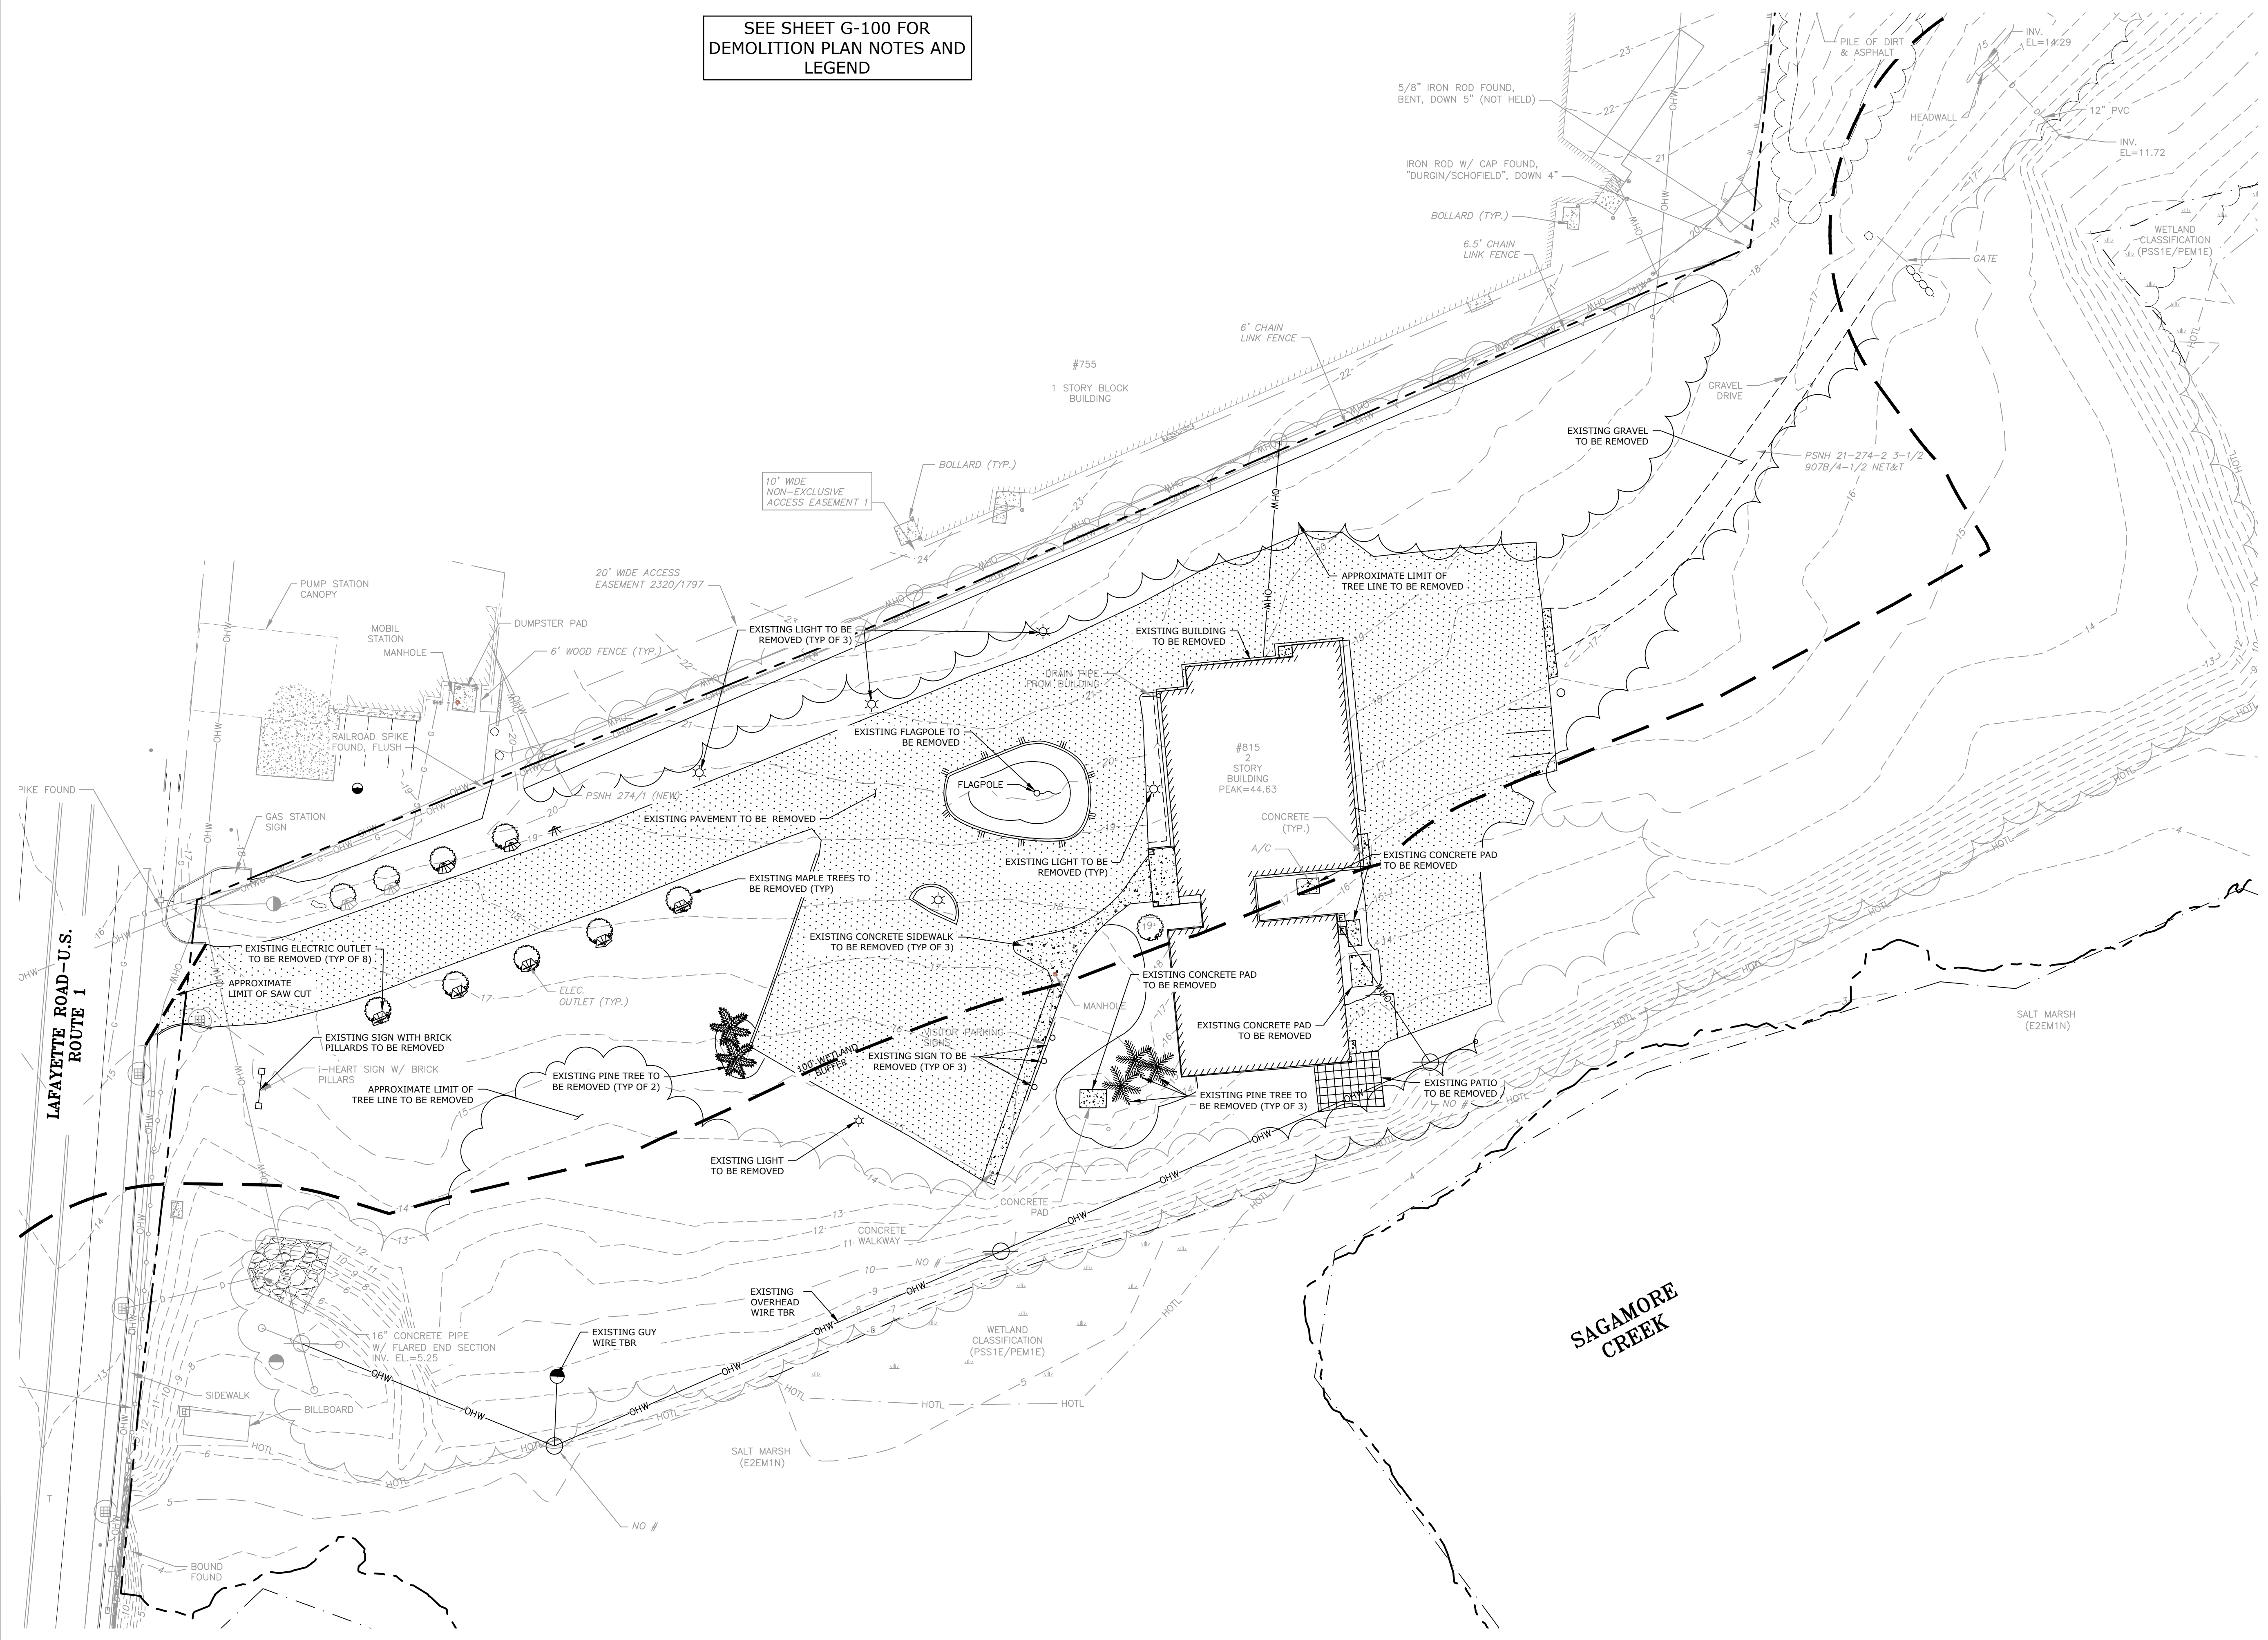 SEE SHEET G-100 FOR
DEMOLITION PLAN NOTES AND
LEGEND
PILE OF DIRT
& ASPHALT
INV.
EL=14.29
HEADWALL
12" PVC
INV.
EL=11.72
5/8" IRON ROD FOUND,
BENT, DOWN 5" (NOT HELD)
IRON ROD W/ CAP FOUND,
"DURGIN/SCHOFIELD", DOWN 4"
BOLLARD (TYP.)
6.5' CHAIN
LINK FENCE
WETLAND
CLASSIFICATION
(PSS1E/PEM1E)
GATE
6' CHAIN
LINK FENCE
#755
1 STORY BLOCK
BUILDING
GRAVEL
DRIVE
EXISTING GRAVEL
TO BE REMOVED
PSNH 21-274-2 3-1/2
907B/4-1/2 NET&T
BOLLARD (TYP.)
10' WIDE
NON-EXCLUSIVE
ACCESS EASEMENT 1
20' WIDE ACCESS
EASEMENT 2320/1797
PUMP STATION
CANOPY
MOBIL
STATION
MANHOLE
DUMPSTER PAD
6' WOOD FENCE (TYP.)
EXISTING LIGHT TO BE
REMOVED (TYP OF 3)
EXISTING BUILDING
TO BE REMOVED
APPROXIMATE LIMIT OF
TREE LINE TO BE REMOVED
DRAIN PIPE
FROM BUILDING
RAILROAD SPIKE
FOUND, FLUSH
EXISTING FLAGPOLE TO
BE REMOVED
FLAGPOLE
#815
2
STORY
BUILDING
PEAK=44.63
PIKE FOUND
GAS STATION
SIGN
PSNH 274/1 (NEW)
EXISTING PAVEMENT TO BE REMOVED
CONCRETE
(TYP.)
A/C
EXISTING LIGHT TO BE
REMOVED (TYP)
EXISTING CONCRETE PAD
TO BE REMOVED
EXISTING MAPLE TREES TO
BE REMOVED (TYP)
EXISTING ELECTRIC OUTLET
TO BE REMOVED (TYP OF 8)
EXISTING CONCRETE SIDEWALK
TO BE REMOVED (TYP OF 3)
APPROXIMATE
LIMIT OF SAW CUT
ELEC.
OUTLET (TYP.)
EXISTING CONCRETE PAD
TO BE REMOVED
MANHOLE
LAFAYETTE ROAD-U.S.
ROUTE 1
EXISTING SIGN WITH BRICK
PILLARDS TO BE REMOVED
i-HEART SIGN W/ BRICK
PILLARS
VISITOR PARKING
SIGNS
EXISTING CONCRETE PAD
TO BE REMOVED
EXISTING SIGN TO BE
REMOVED (TYP OF 3)
100' WETLAND
BUFFER
EXISTING PINE TREE TO
BE REMOVED (TYP OF 2)
APPROXIMATE LIMIT OF
TREE LINE TO BE REMOVED
EXISTING PINE TREE TO
BE REMOVED (TYP OF 3)
EXISTING PATIO
TO BE REMOVED
NO #
SALT MARSH
(E2EM1N)
EXISTING LIGHT
TO BE REMOVED
CONCRETE
PAD
CONCRETE
WALKWAY
NO #
EXISTING
OVERHEAD
WIRE TBR
EXISTING GUY
WIRE TBR
WETLAND
CLASSIFICATION
(PSS1E/PEM1E)
SAGAMORE
CREEK
16" CONCRETE PIPE
W/ FLARED END SECTION
INV. EL.=5.25
SIDEWALK
BILLBOARD
HOTL
OHW
SALT MARSH
(E2EM1N)
NO #
BOUND
FOUND